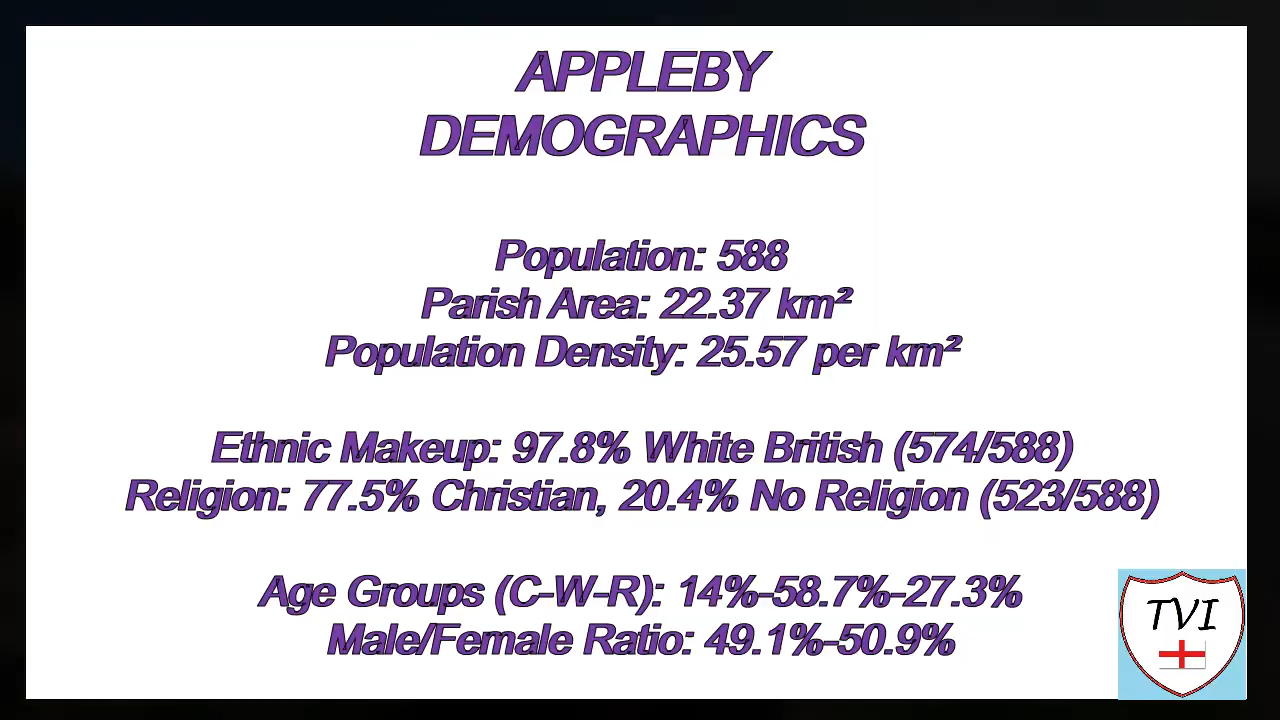 APPLEBY
DEMOGRAPHICS
Population: 588
Parish Area: 22.37 km²
Population Density: 25.57 per km²
Ethnic Makeup: 97.8% White British (574/588)
Religion: 77.5% Christian, 20.4% No Religion (523/588)
Age Groups (C-W-R): 14%-58.7%-27.3%
Male/Female Ratio: 49.1%-50.9%
TVI